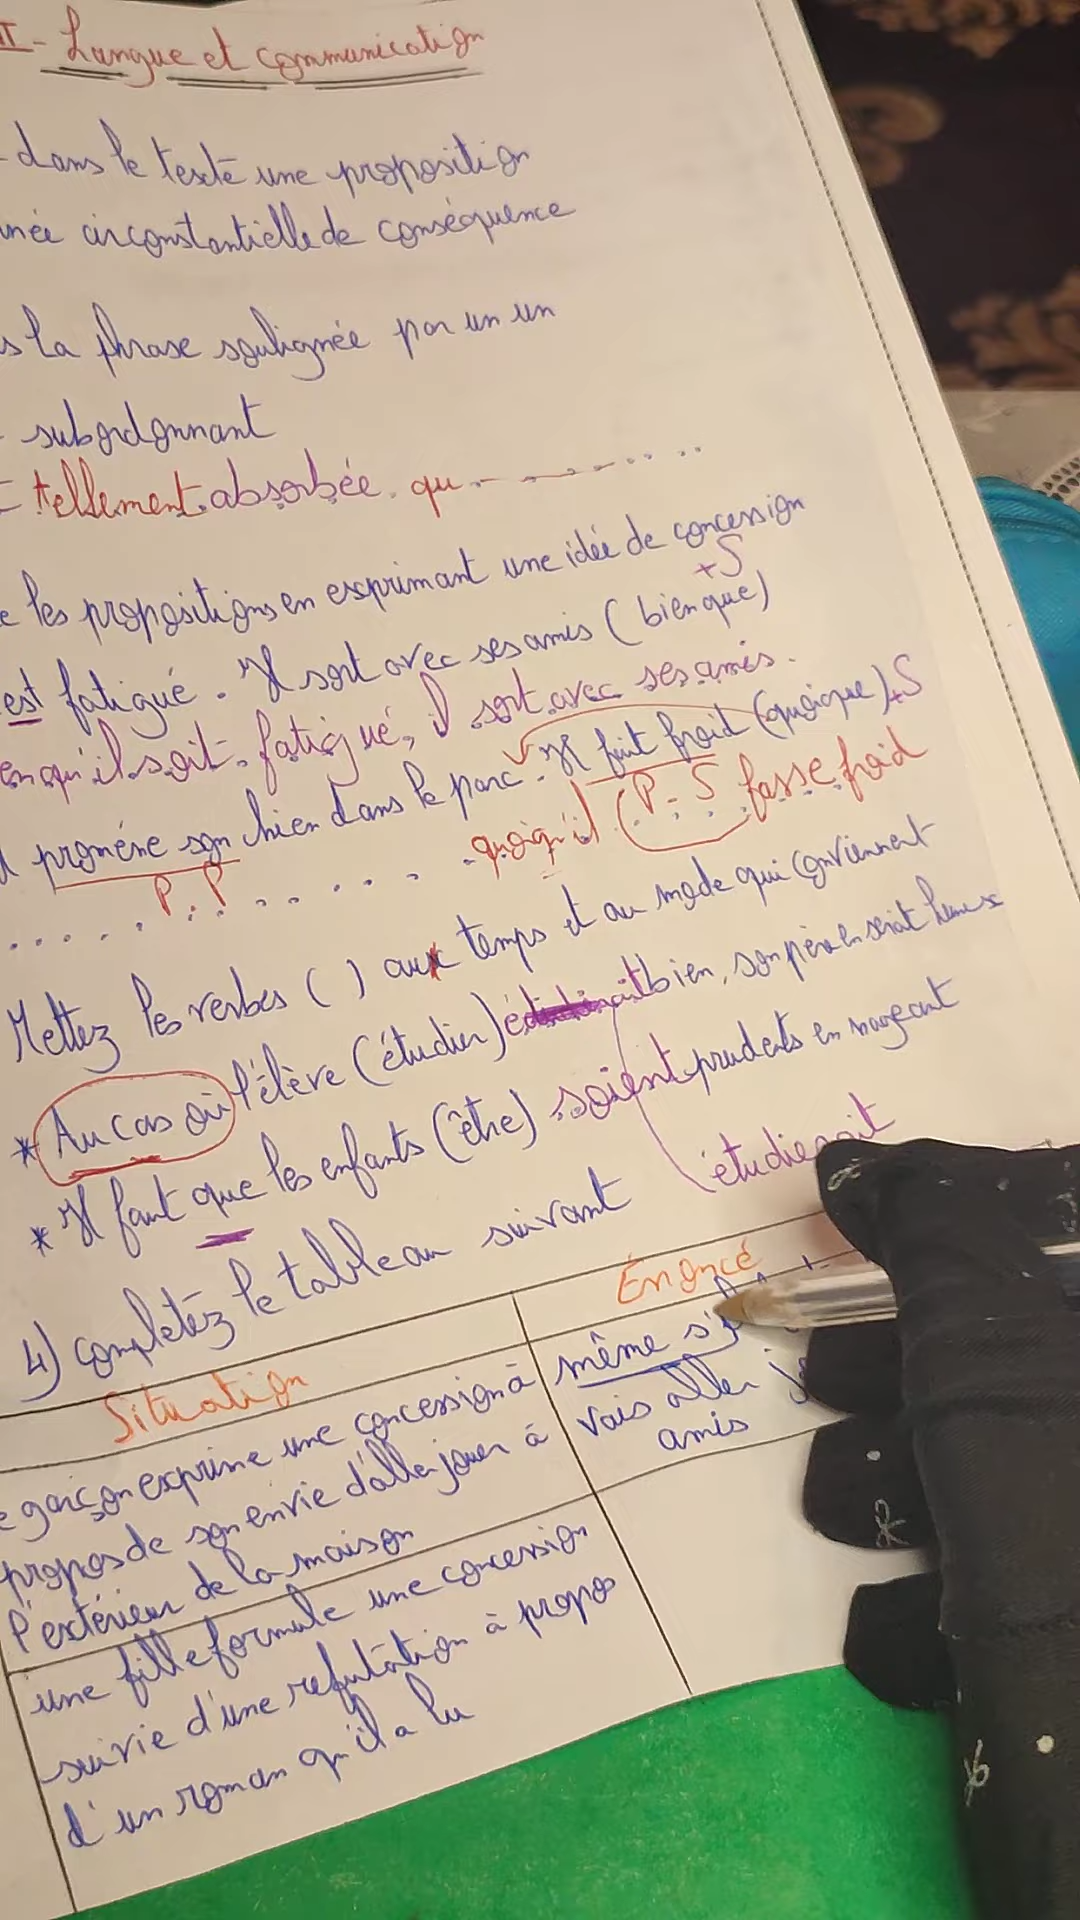 II - Langue et communication
- dans le texte une proposition
née circonstantielle de conséquence
s la phrase soulignée par un un
- subordonnant
= tellement absorbée qu - - - - .....
e les propositions en exprimant une idée de concession
+S
est fatigué. Il sort avec ses amis (bien que)
en qu'il soit fatigué, il sort avec ses amis.
promène son chien dans le parc. Il fait froid (quoique)+S
P.P ......... quoiqu'il (P-S fasse froid
Mettez les verbes ( ) aux temps et au mode qui conviennent
* Au cas où l'élève (étudier) bien, son père en serait heureux
* Il faut que les enfants (être) soient prudents en nageant
4) complétez le tableau suivant
Situation
Énoncé
e garçon exprime une concession à
propos de son envie d'aller jouer à
l'extérieur de la maison
même s'
vais aller
amis
une fille formule une concession
suivie d'une refutation à propos
d'un roman qu'il a lu